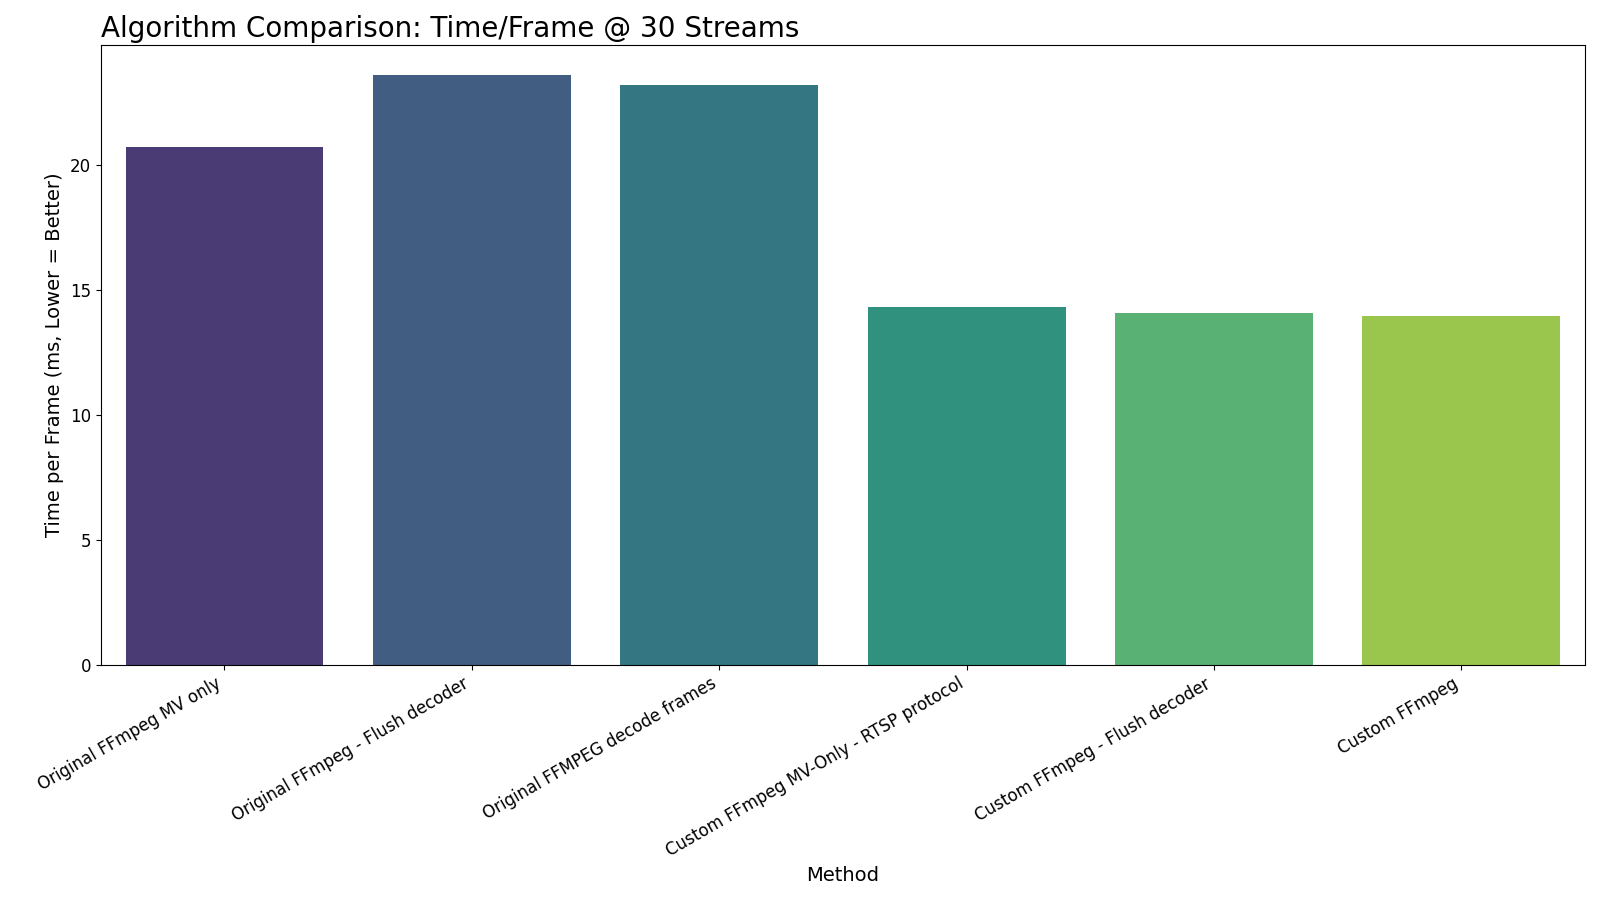 Algorithm Comparison: Time/Frame @ 30 Streams
Time per Frame (ms, Lower = Better)
20
15
10
5
0
Original FFmpeg MV only
Original FFmpeg - Flush decoder
Original FFMPEG decode frames
Custom FFmpeg MV-Only - RTSP protocol
Custom FFmpeg - Flush decoder
Custom FFmpeg
Method